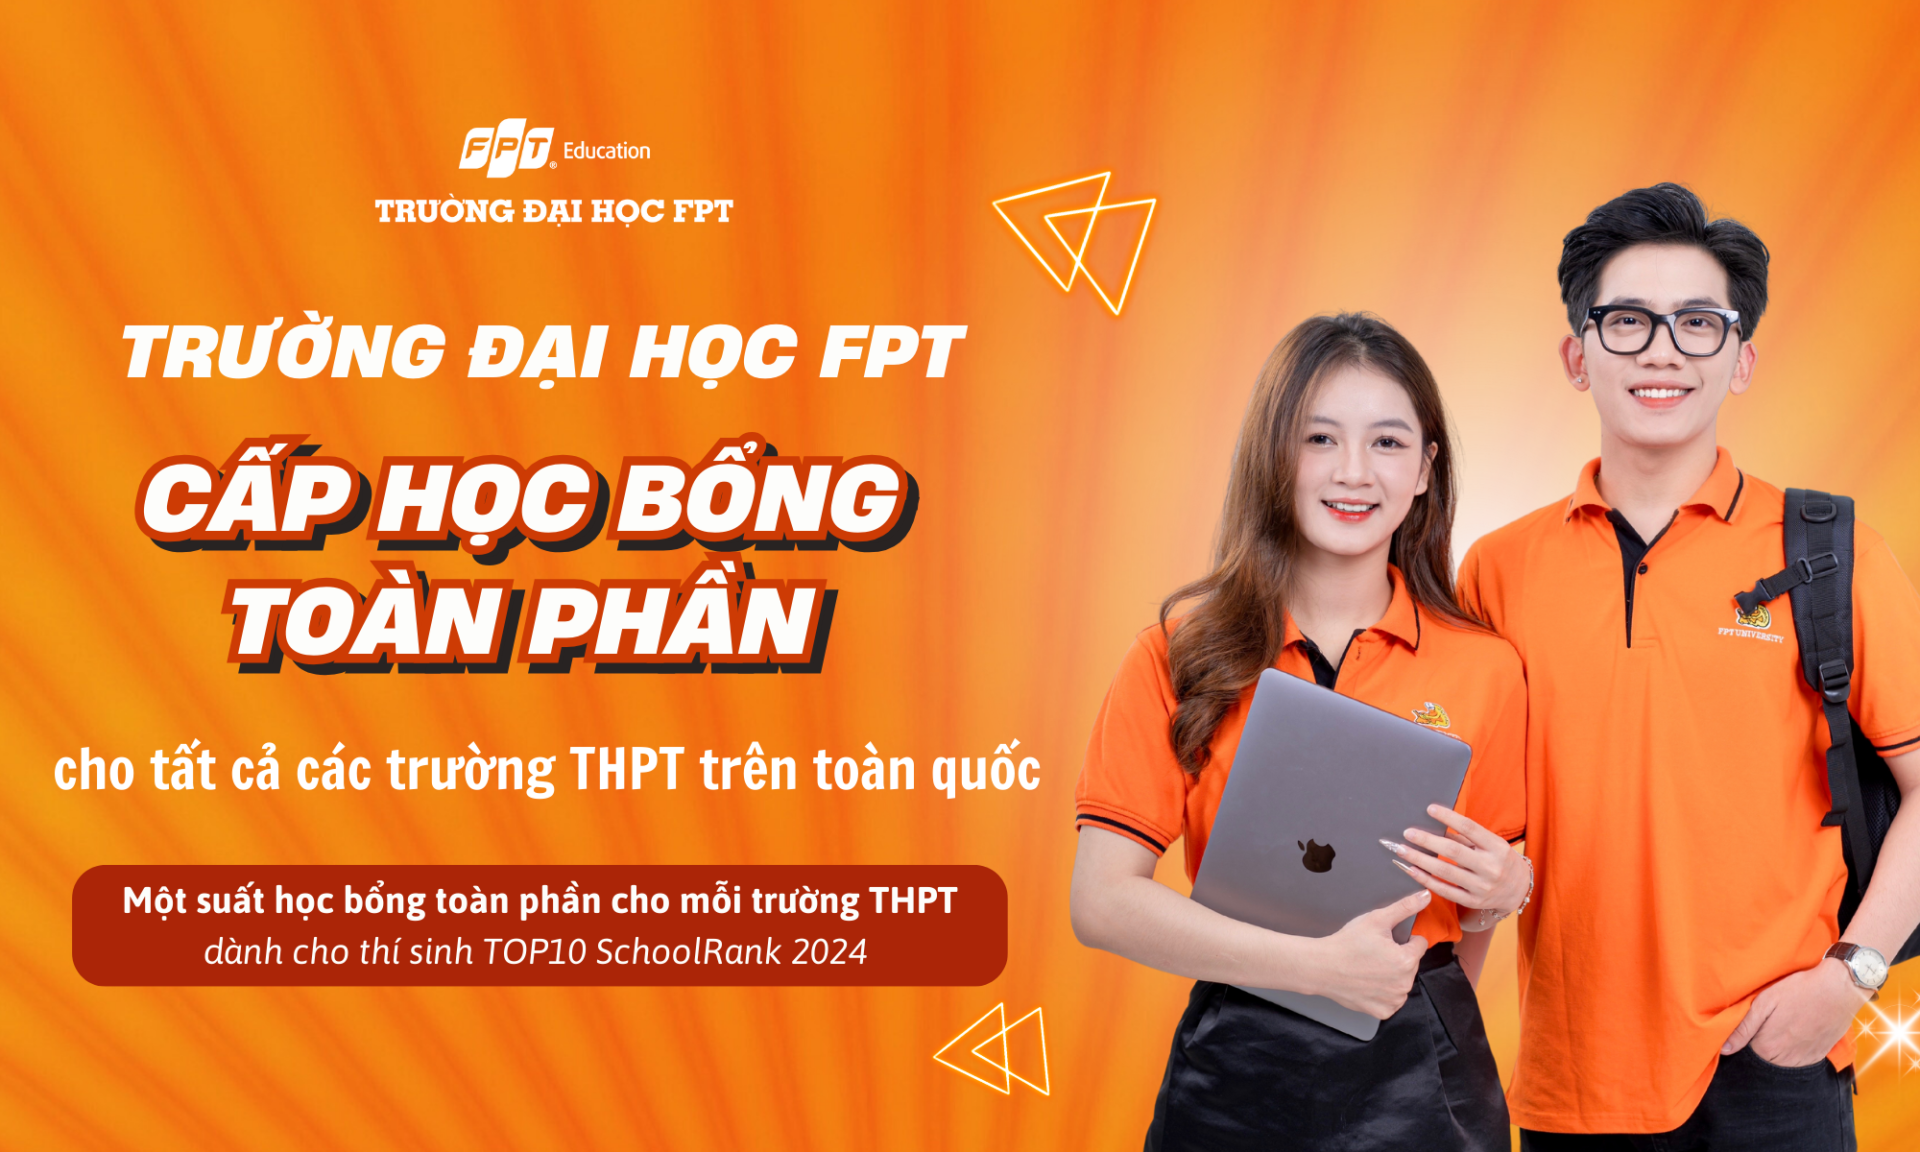 FPT® Education
TRƯỜNG ĐẠI HỌC FPT
TRƯỜNG ĐẠI HỌC FPT
CẤP HỌC BỔNG
TOÀN PHẦN
cho tất cả các trường THPT trên toàn quốc
Một suất học bổng toàn phần cho mỗi trường THPT
dành cho thí sinh TOP10 SchoolRank 2024
FPT UNIVERSITY